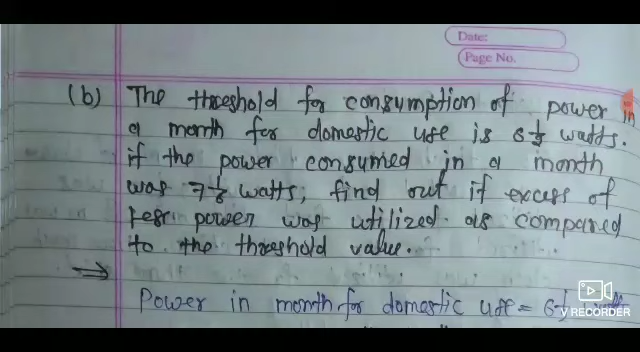 Date:
Page No.
(b) The threshold for consumption of power in
a month for domestic use is 6 1/3 watts.
if the power consumed in a month
was 7 1/8 watts, find out if excess of
less power was utilized as compared
to the threshold value.
→
Power in month for domestic use = 6 1/3
V RECORDER